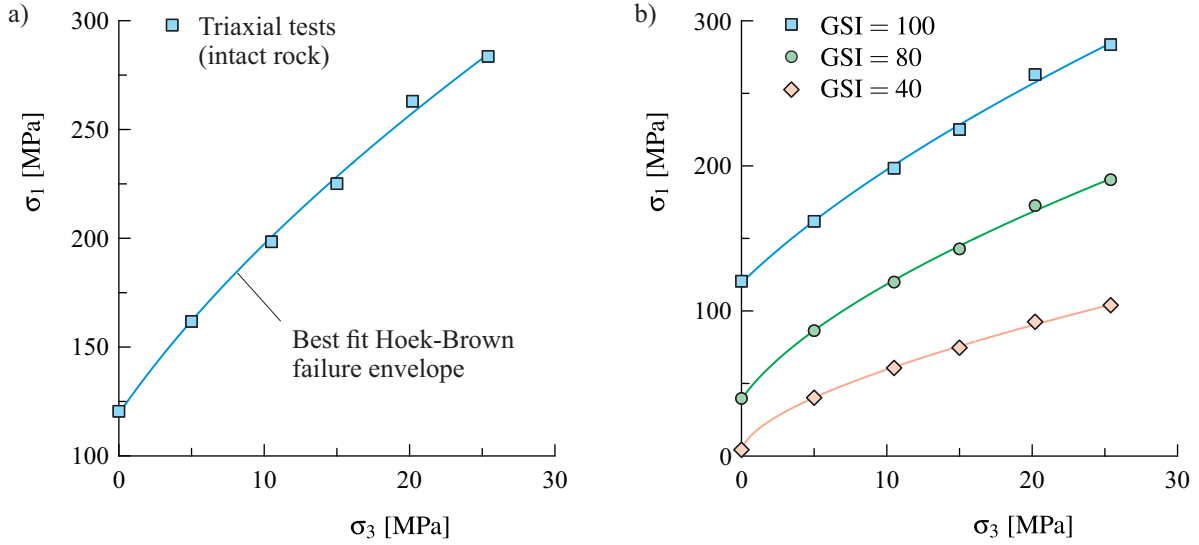 a)
300
250
200
150
100
σ1 [MPa]
Triaxial tests
(intact rock)
Best fit Hoek-Brown
failure envelope
0
10
20
30
σ3 [MPa]
b)
300
200
100
0
σ1 [MPa]
GSI = 100
GSI = 80
GSI = 40
0
10
20
30
σ3 [MPa]